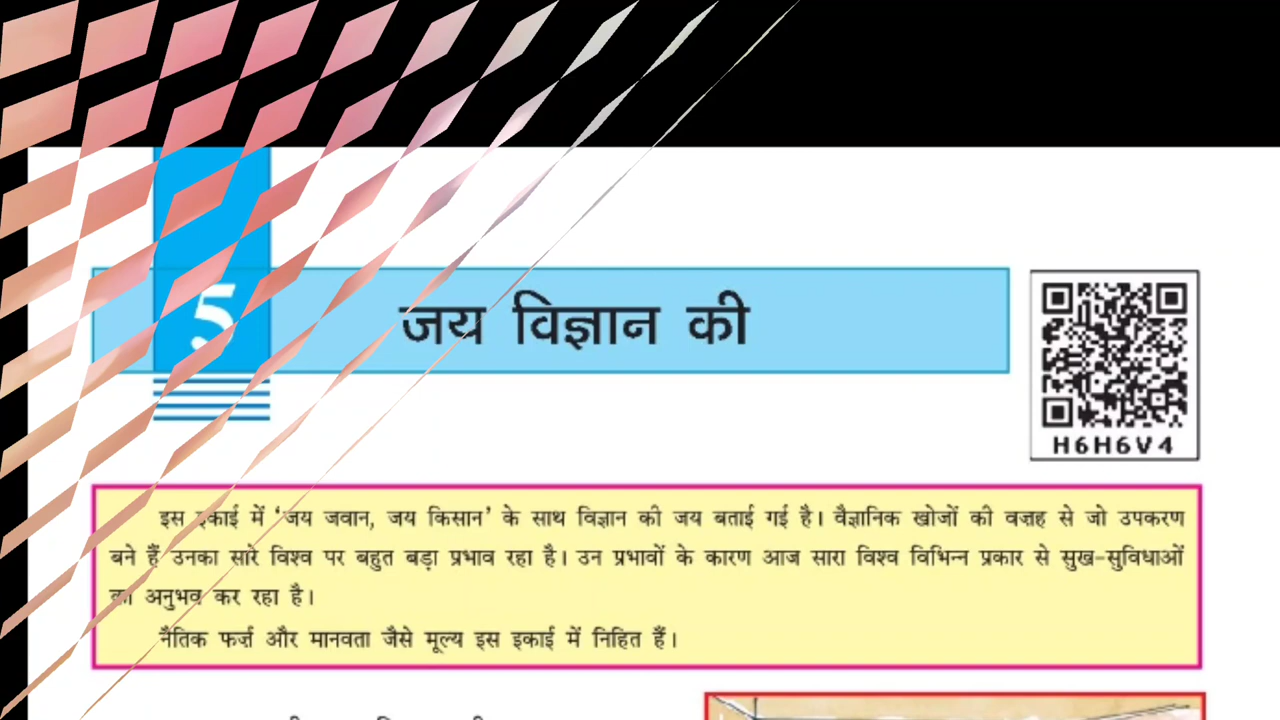 5
जय विज्ञान की
H6H6V4
इस इकाई में ‘जय जवान, जय किसान’ के साथ विज्ञान की जय बताई गई है। वैज्ञानिक खोजों की वज़ह से जो उपकरण
बने हैं उनका सारे विश्व पर बहुत बड़ा प्रभाव रहा है। उन प्रभावों के कारण आज सारा विश्व विभिन्न प्रकार से सुख-सुविधाओं
का अनुभव कर रहा है।
नैतिक फर्ज़ और मानवता जैसे मूल्य इस इकाई में निहित हैं।